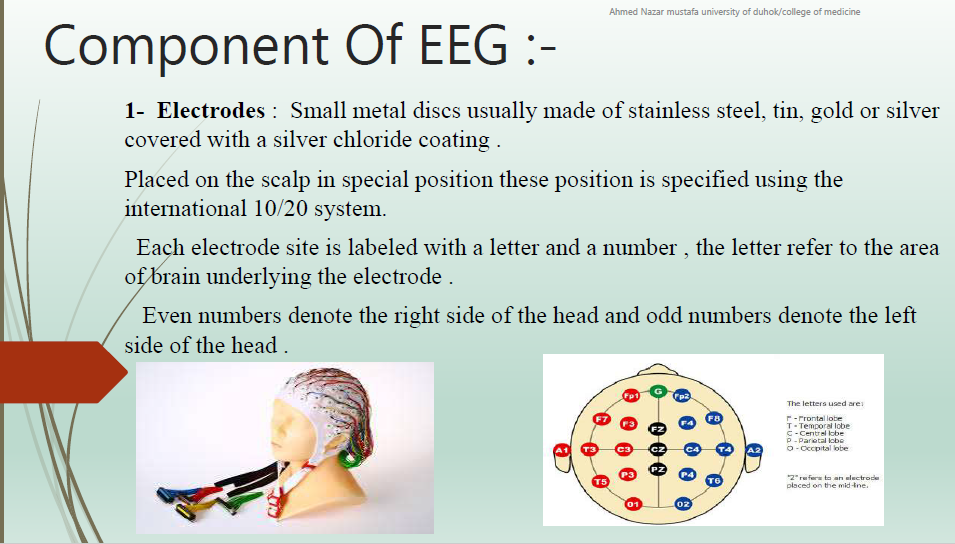 Ahmed Nazar mustafa university of duhok/college of medicine
Component Of EEG :-
1- Electrodes : Small metal discs usually made of stainless steel, tin, gold or silver
covered with a silver chloride coating .
Placed on the scalp in special position these position is specified using the
international 10/20 system.
Each electrode site is labeled with a letter and a number , the letter refer to the area
of brain underlying the electrode .
Even numbers denote the right side of the head and odd numbers denote the left
side of the head .
Fp1 G Fp2
F7 F3 FZ F4 F8
A1 T3 C3 CZ C4 T4 A2
T5 P3 PZ P4 T6
O1 O2
The letters used are:
F - Frontal lobe
T - Temporal lobe
C - Central lobe
P - Parietal lobe
O - Occipital lobe
"Z" refers to an electrode
placed on the mid-line.